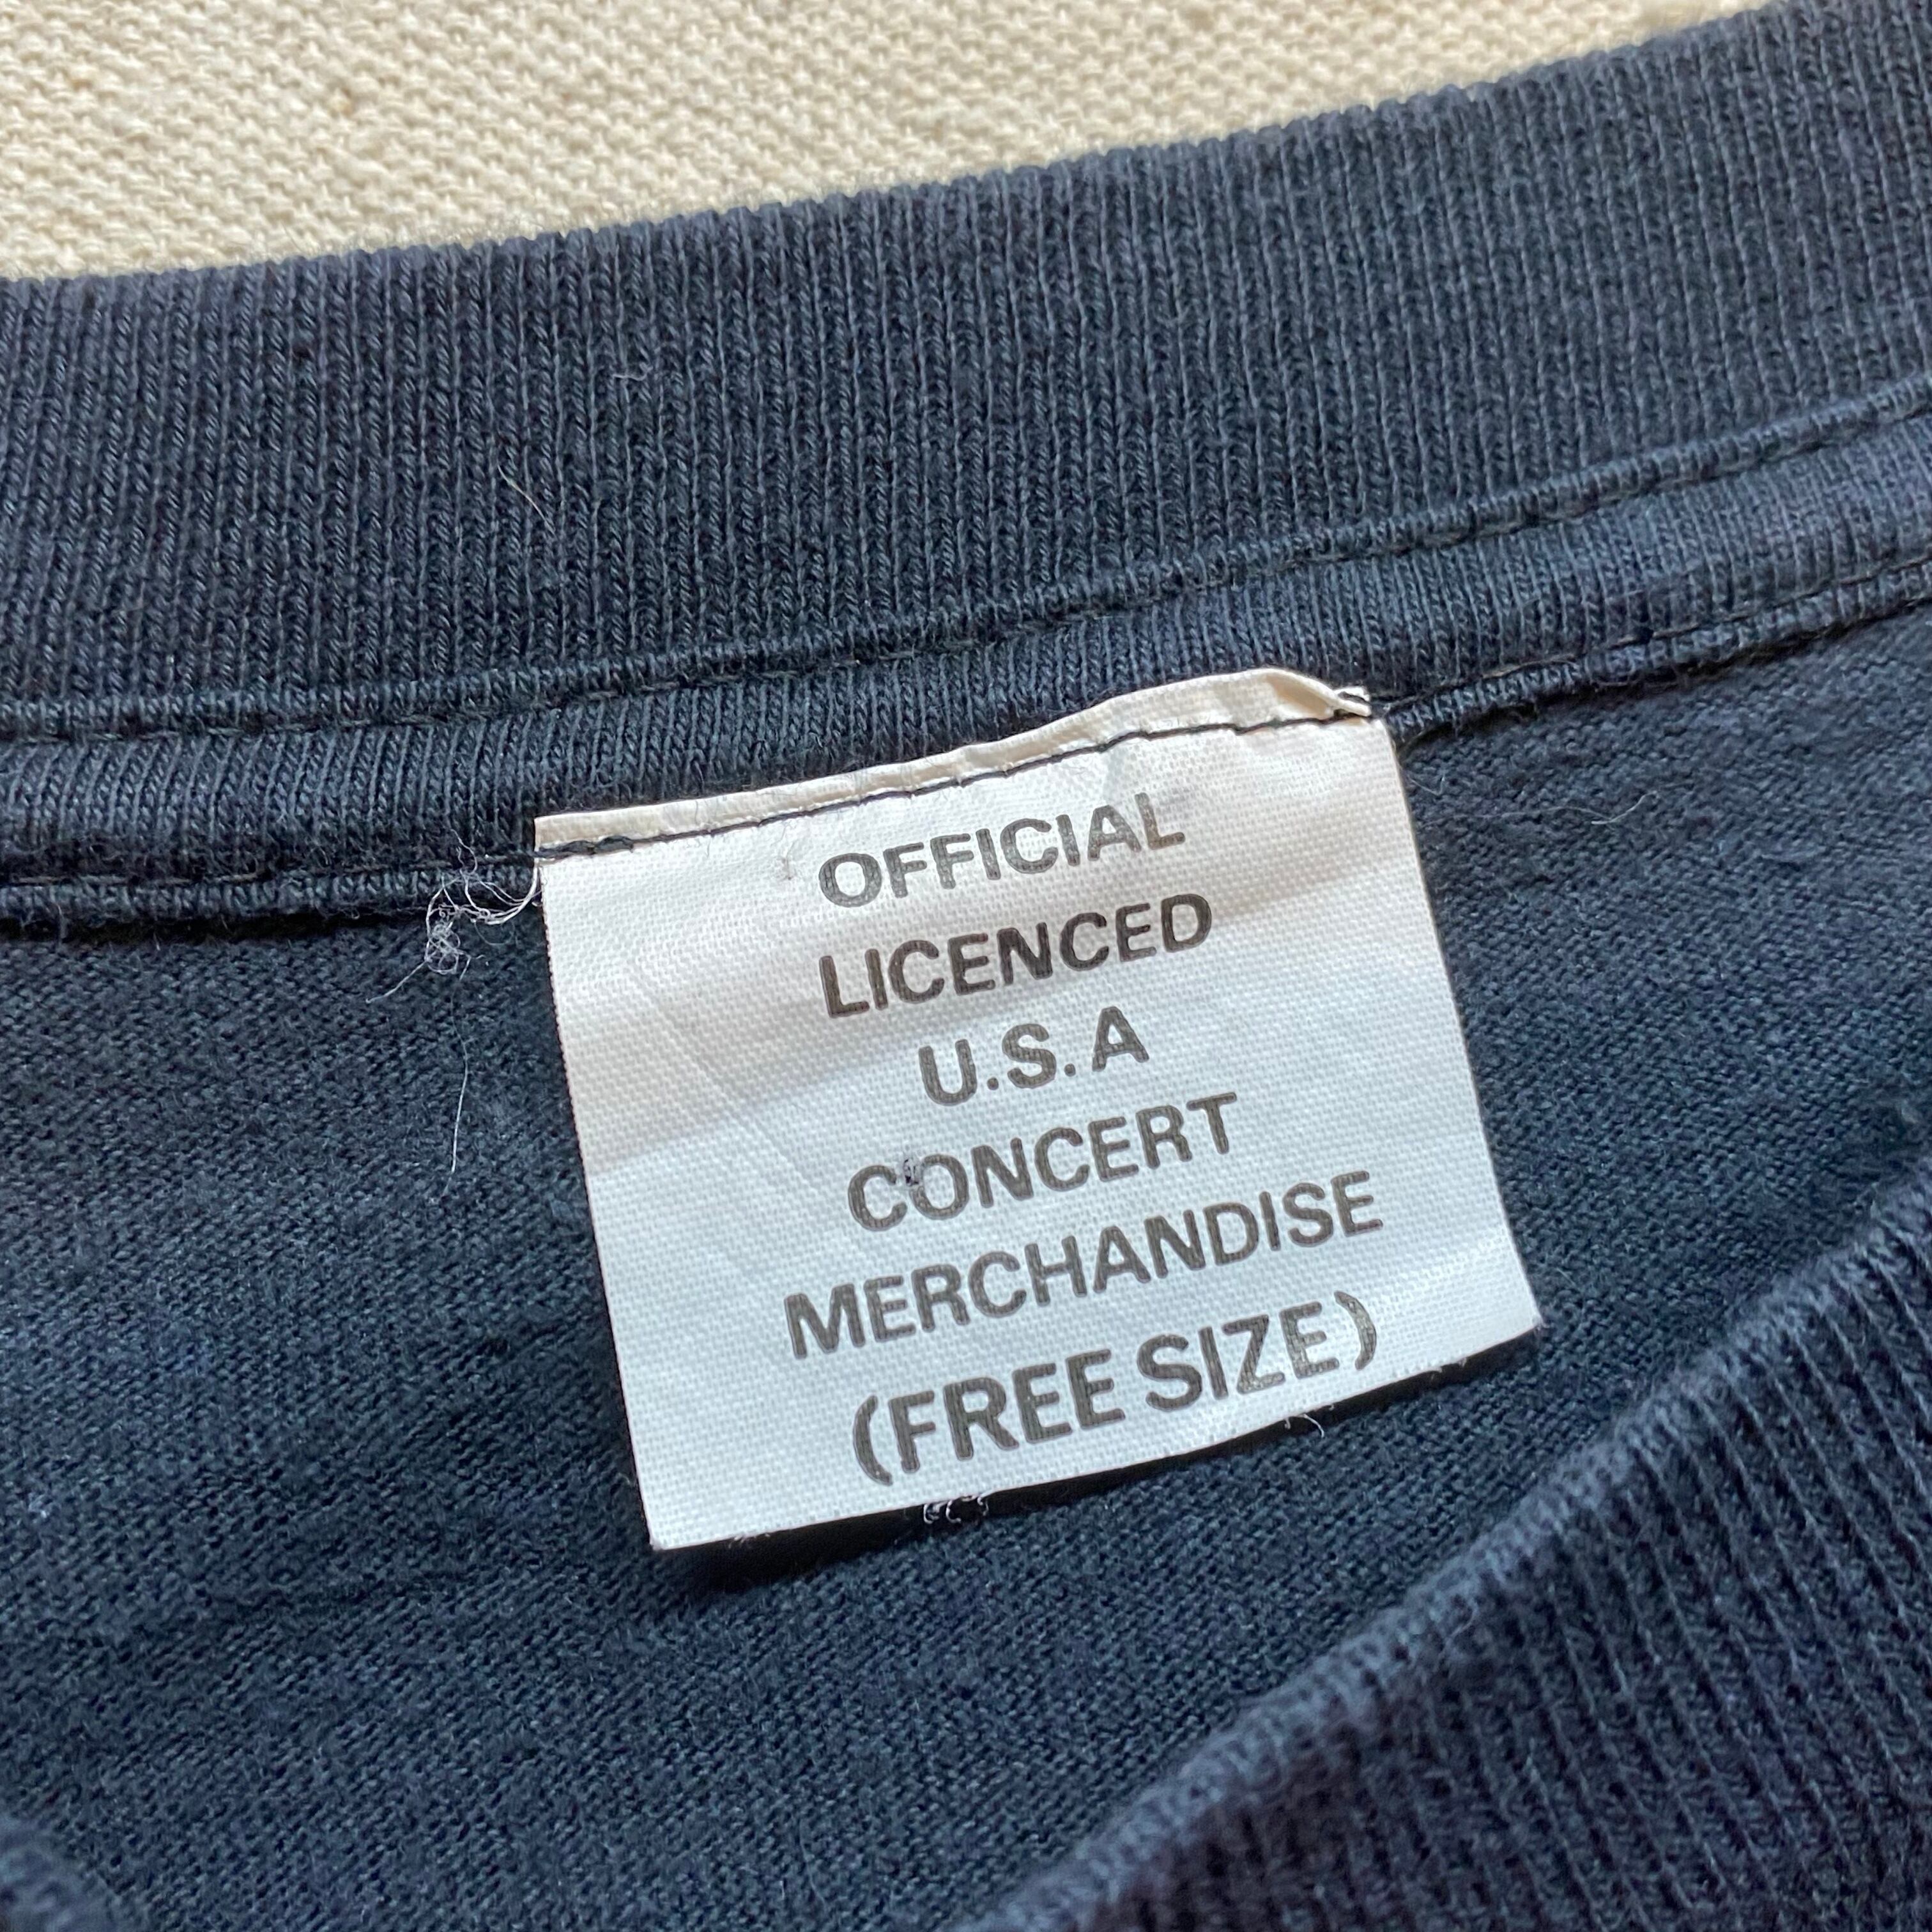 OFFICIAL
LICENCED
U.S.A
CONCERT
MERCHANDISE
(FREE SIZE)